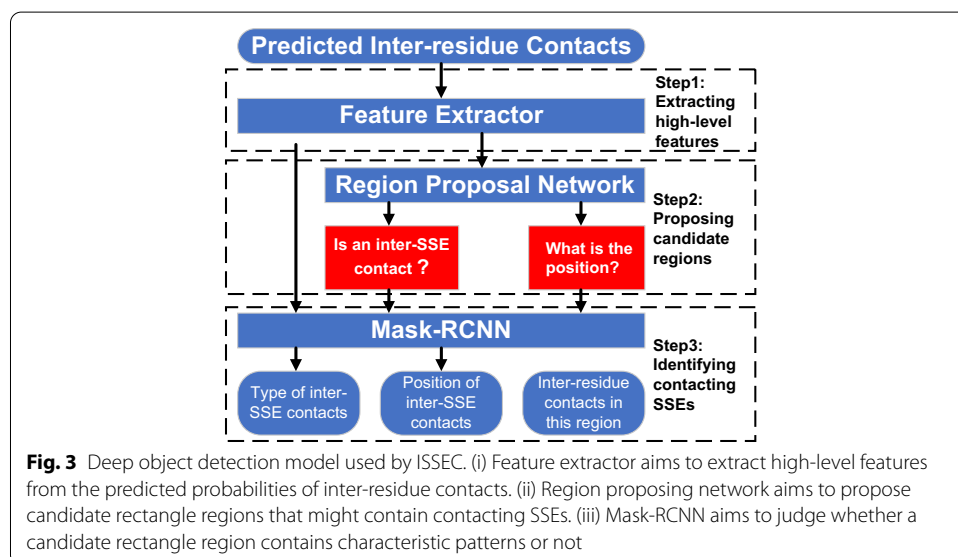 Predicted Inter-residue Contacts
Step1:
Extracting
high-level
features
Feature Extractor
Region Proposal Network
Step2:
Proposing
candidate
regions
Is an inter-SSE
contact ?
What is the
position?
Mask-RCNN
Step3:
Identifying
contacting
SSEs
Type of inter-
SSE contacts
Position of
inter-SSE
contacts
Inter-residue
contacts in
this region
Fig. 3 Deep object detection model used by ISSEC. (i) Feature extractor aims to extract high-level features
from the predicted probabilities of inter-residue contacts. (ii) Region proposing network aims to propose
candidate rectangle regions that might contain contacting SSEs. (iii) Mask-RCNN aims to judge whether a
candidate rectangle region contains characteristic patterns or not